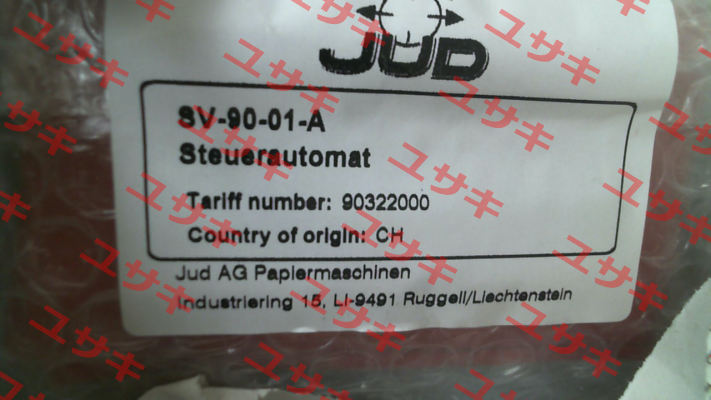 JUD
SV-90-01-A
Steuerautomat
Tariff number: 90322000
Country of origin: CH
Jud AG Papiermaschinen
Industriering 15, LI-9491 Ruggell/Liechtenstein
ユサキ